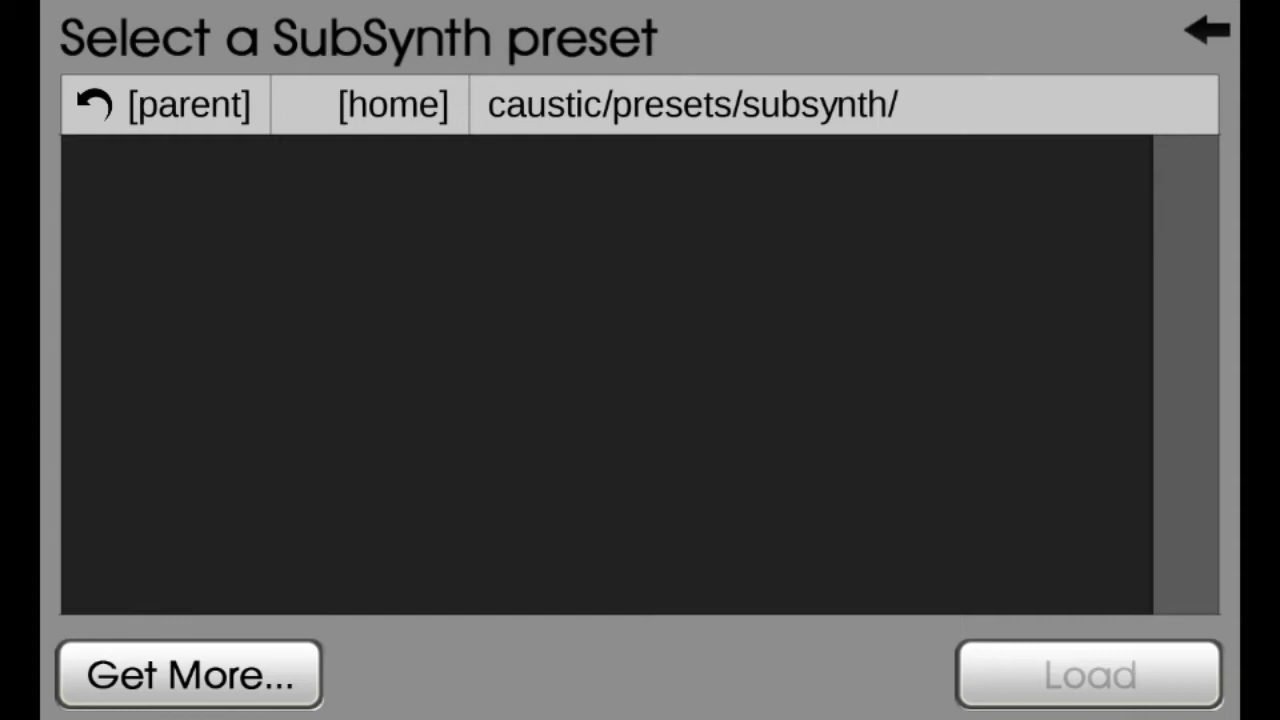 Select a SubSynth preset
[parent] [home] caustic/presets/subsynth/
Get More... Load